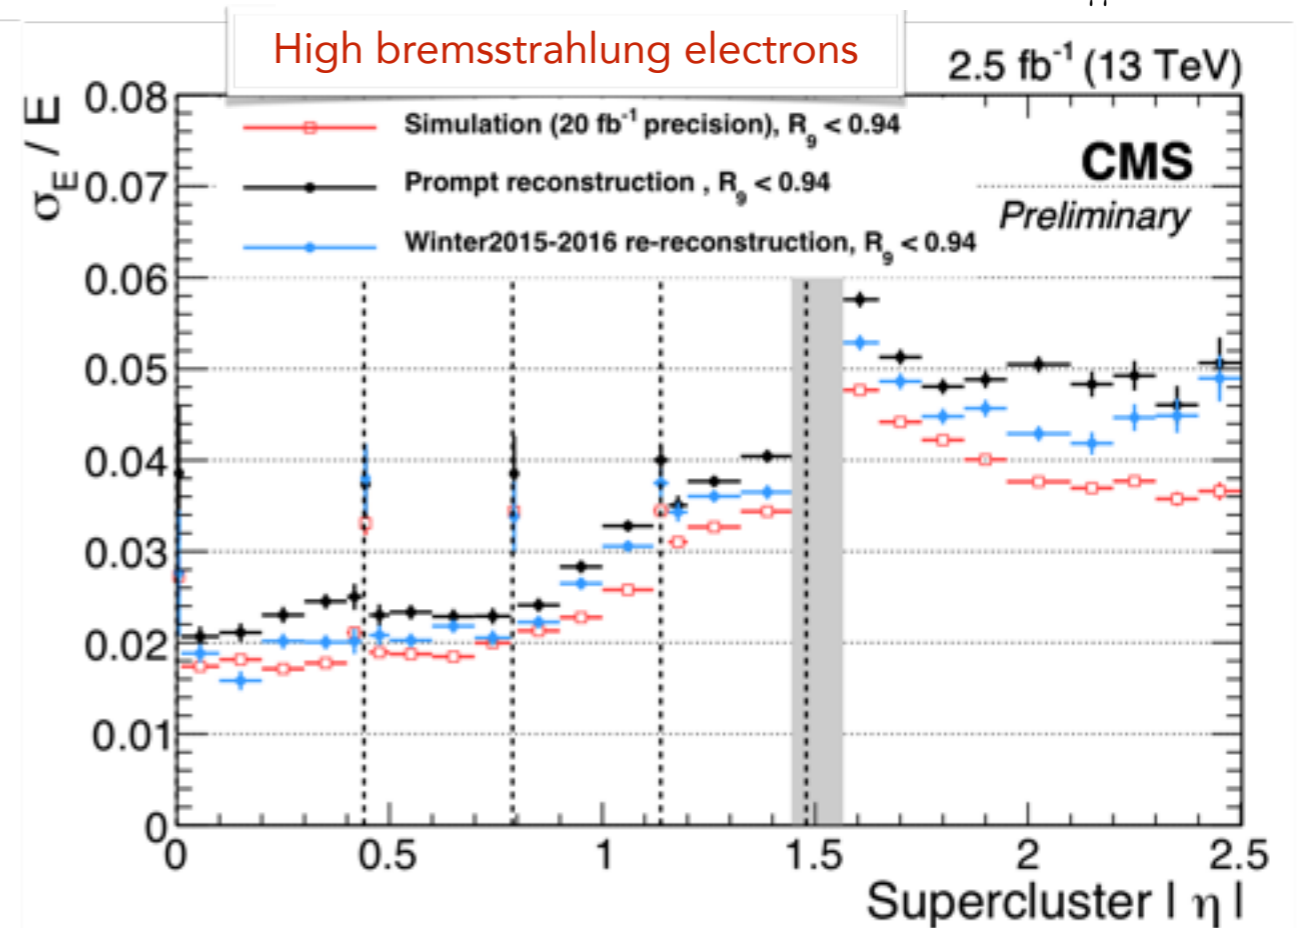 High bremsstrahlung electrons
2.5 fb⁻¹ (13 TeV)
σ_E / E
0.08
0.07
0.06
0.05
0.04
0.03
0.02
0.01
0
Simulation (20 fb⁻¹ precision), R₉ < 0.94
Prompt reconstruction , R₉ < 0.94
Winter2015-2016 re-reconstruction, R₉ < 0.94
CMS
Preliminary
0 0.5 1 1.5 2 2.5
Supercluster | η |